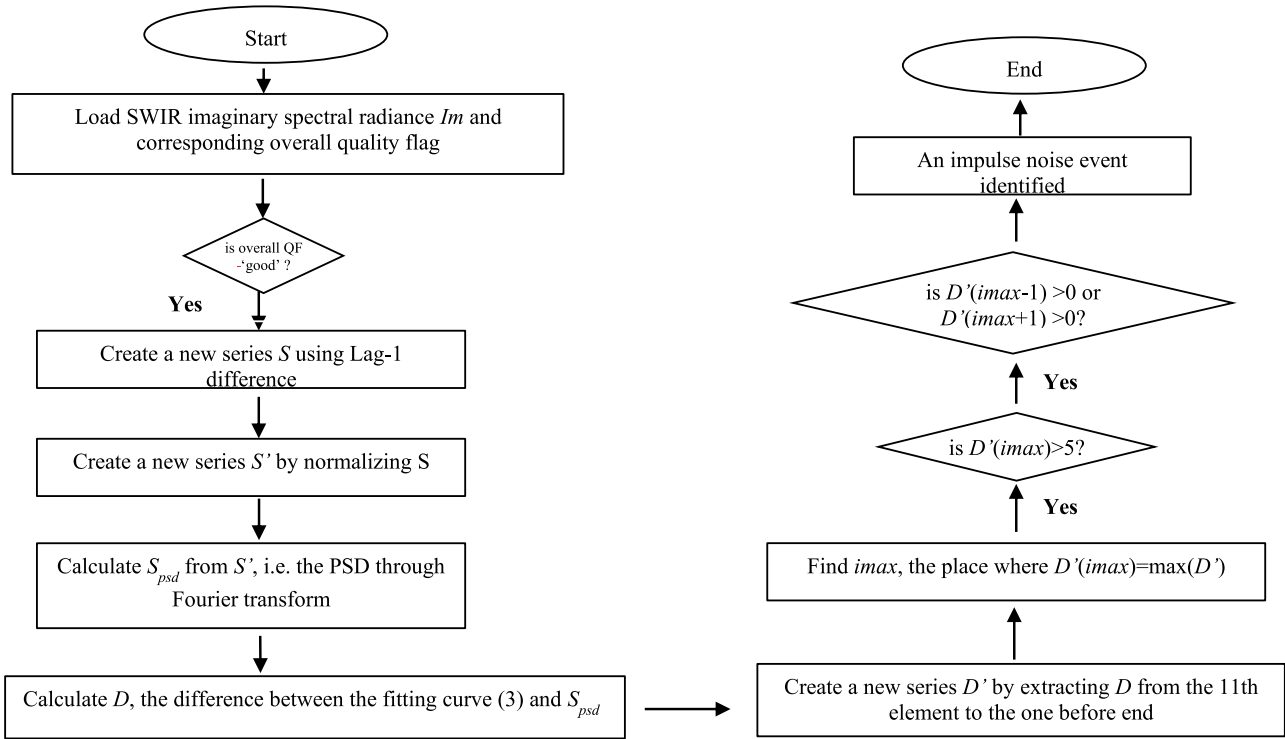 Start
Load SWIR imaginary spectral radiance Im and
corresponding overall quality flag
is overall QF
-‘good’ ?
Yes
Create a new series S using Lag-1
difference
Create a new series S’ by normalizing S
Calculate Spsd from S’, i.e. the PSD through
Fourier transform
Calculate D, the difference between the fitting curve (3) and Spsd
Create a new series D’ by extracting D from the 11th
element to the one before end
Find imax, the place where D’(imax)=max(D’)
Yes
is D’(imax)>5?
Yes
is D’(imax-1) >0 or
D’(imax+1) >0?
An impulse noise event
identified
End